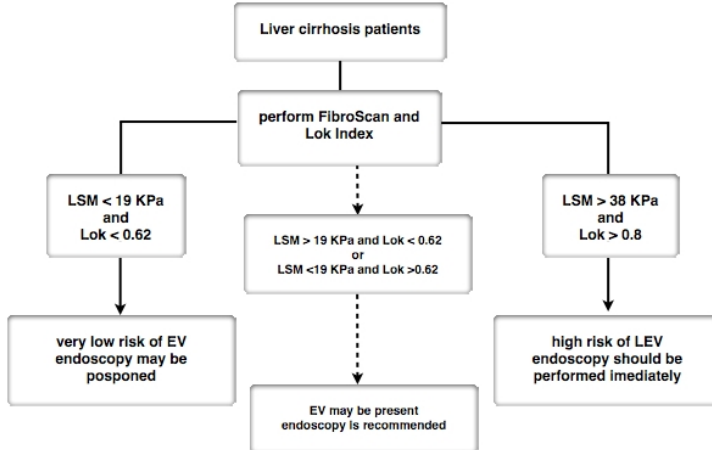 Liver cirrhosis patients
perform FibroScan and
Lok Index
LSM < 19 KPa
and
Lok < 0.62
LSM > 19 KPa and Lok < 0.62
or
LSM <19 KPa and Lok >0.62
LSM > 38 KPa
and
Lok > 0.8
very low risk of EV
endoscopy may be
posponed
EV may be present
endoscopy is recommended
high risk of LEV
endoscopy should be
performed imediately